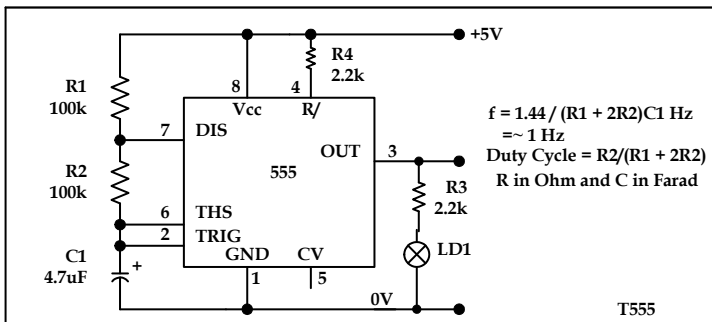 +5V
R4
2.2k
R1
100k
8
4
Vcc
R/
7
DIS
OUT
3
555
R2
100k
R3
2.2k
6
THS
2
TRIG
GND
CV
LD1
C1
4.7uF
+
1
5
0V
f = 1.44 / (R1 + 2R2)C1 Hz
=~ 1 Hz
Duty Cycle = R2/(R1 + 2R2)
R in Ohm and C in Farad
T555